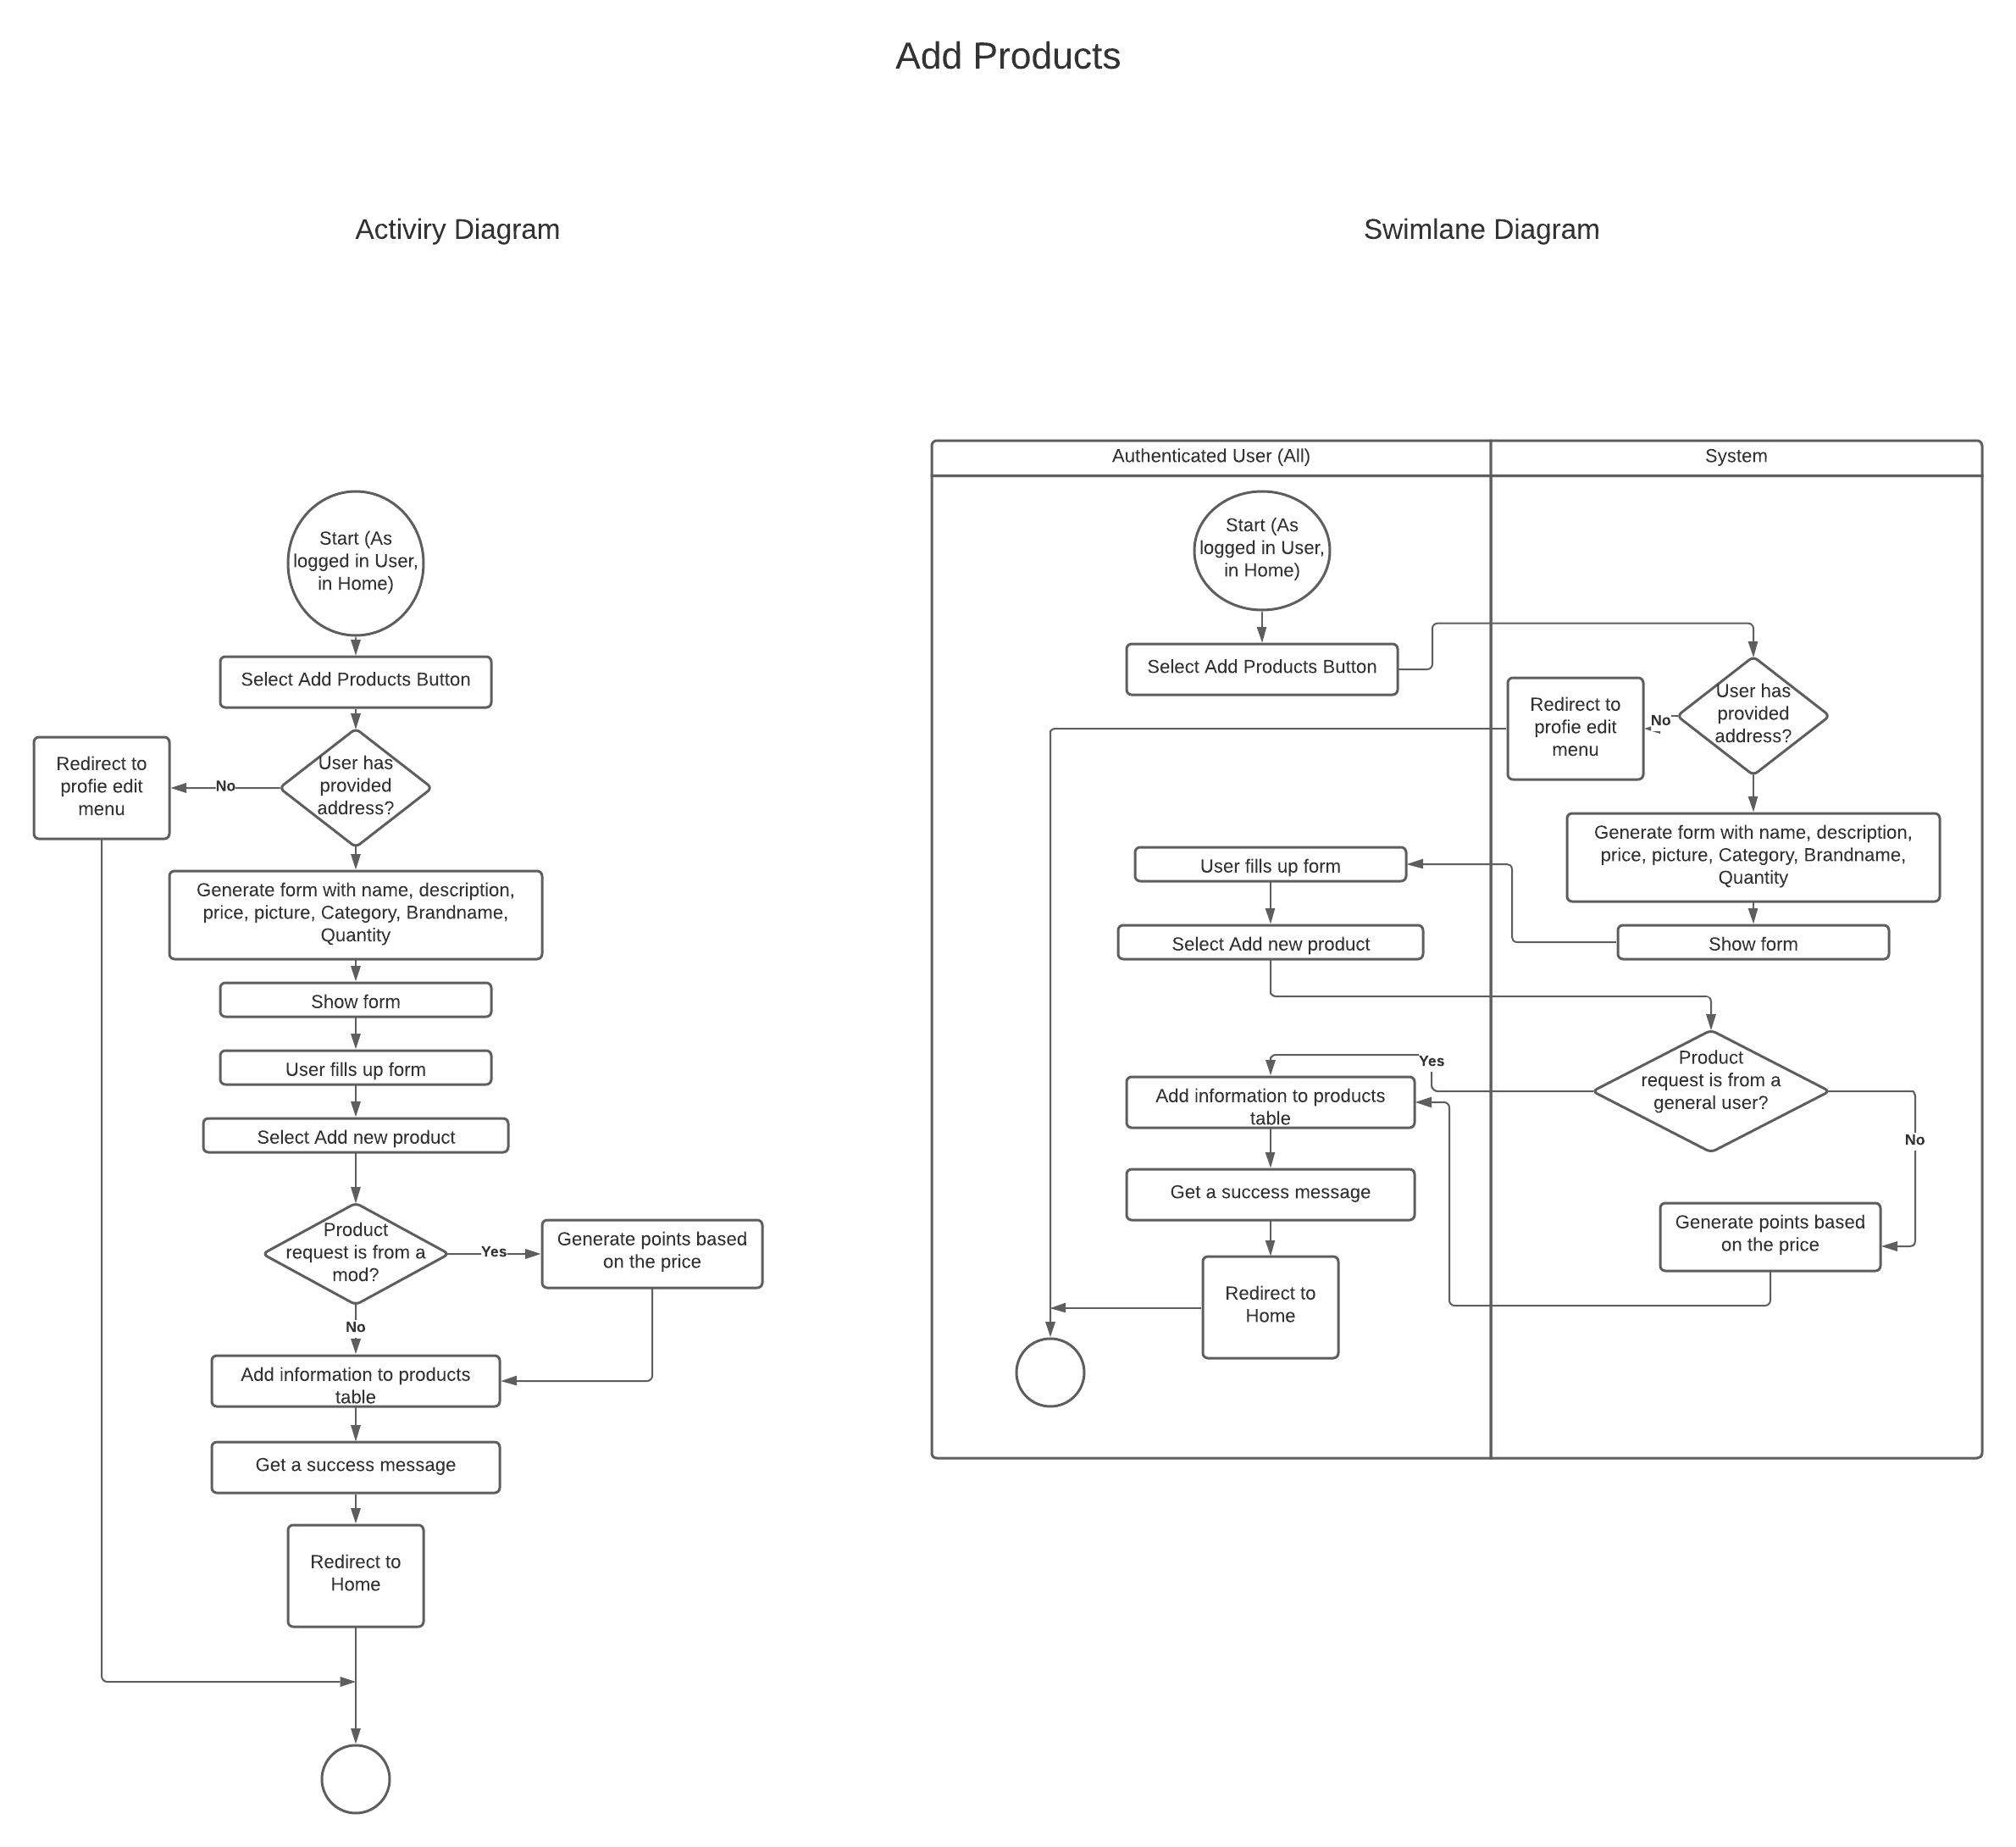 Add Products
Activiry Diagram
Start (As
logged in User,
in Home)
Select Add Products Button
User has
provided
address?
No
Redirect to
profie edit
menu
Generate form with name, description,
price, picture, Category, Brandname,
Quantity
Show form
User fills up form
Select Add new product
Product
request is from a
mod?
Yes
Generate points based
on the price
No
Add information to products
table
Get a success message
Redirect to
Home
Swimlane Diagram
Authenticated User (All)
System
Start (As
logged in User,
in Home)
Select Add Products Button
User has
provided
address?
No
Redirect to
profie edit
menu
Generate form with name, description,
price, picture, Category, Brandname,
Quantity
Show form
User fills up form
Select Add new product
Product
request is from a
general user?
Yes
No
Generate points based
on the price
Add information to products
table
Get a success message
Redirect to
Home